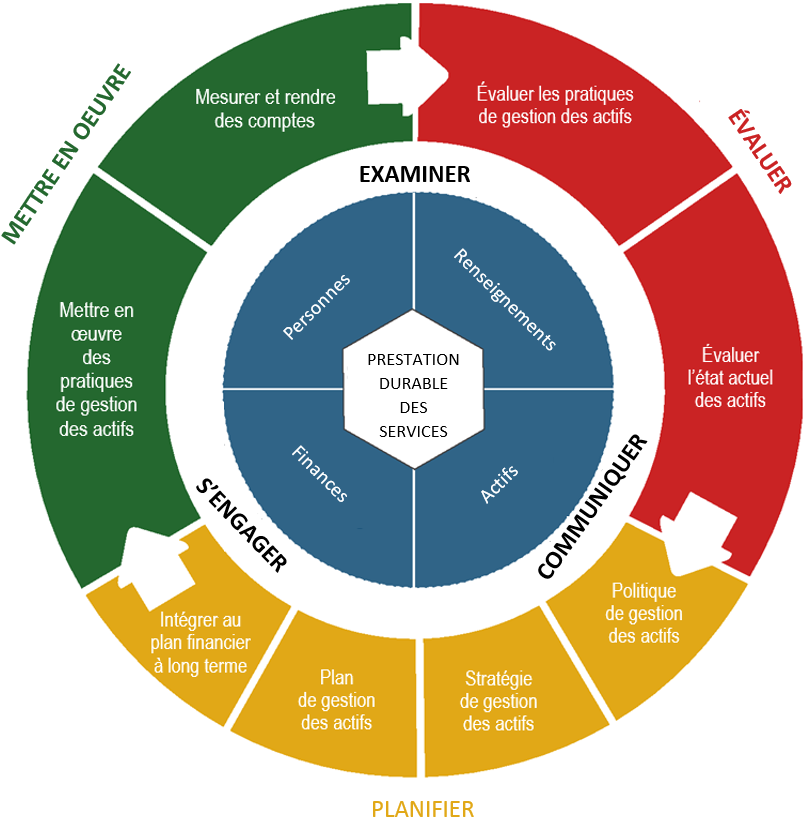 METTRE EN OEUVRE
Mesurer et rendre
des comptes
Évaluer les pratiques
de gestion des actifs
ÉVALUER
EXAMINER
Personnes
Renseignements
Mettre en
œuvre
des
pratiques
de gestion
des actifs
PRESTATION
DURABLE
DES
SERVICES
Évaluer
l'état actuel
des actifs
Finances
Actifs
S'ENGAGER
COMMUNIQUER
Politique
de gestion
des actifs
Intégrer au
plan financier
à long terme
Plan
de gestion
des actifs
Stratégie
de gestion
des actifs
PLANIFIER